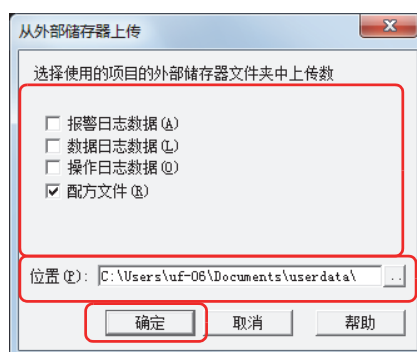 从外部储存器上传
选择使用的项目的外部储存器文件夹中上传数
报警日志数据(A)
数据日志数据(L)
操作日志数据(O)
配方文件(R)
位置(P): C:\Users\uf-06\Documents\userdata\ ..
确定 取消 帮助